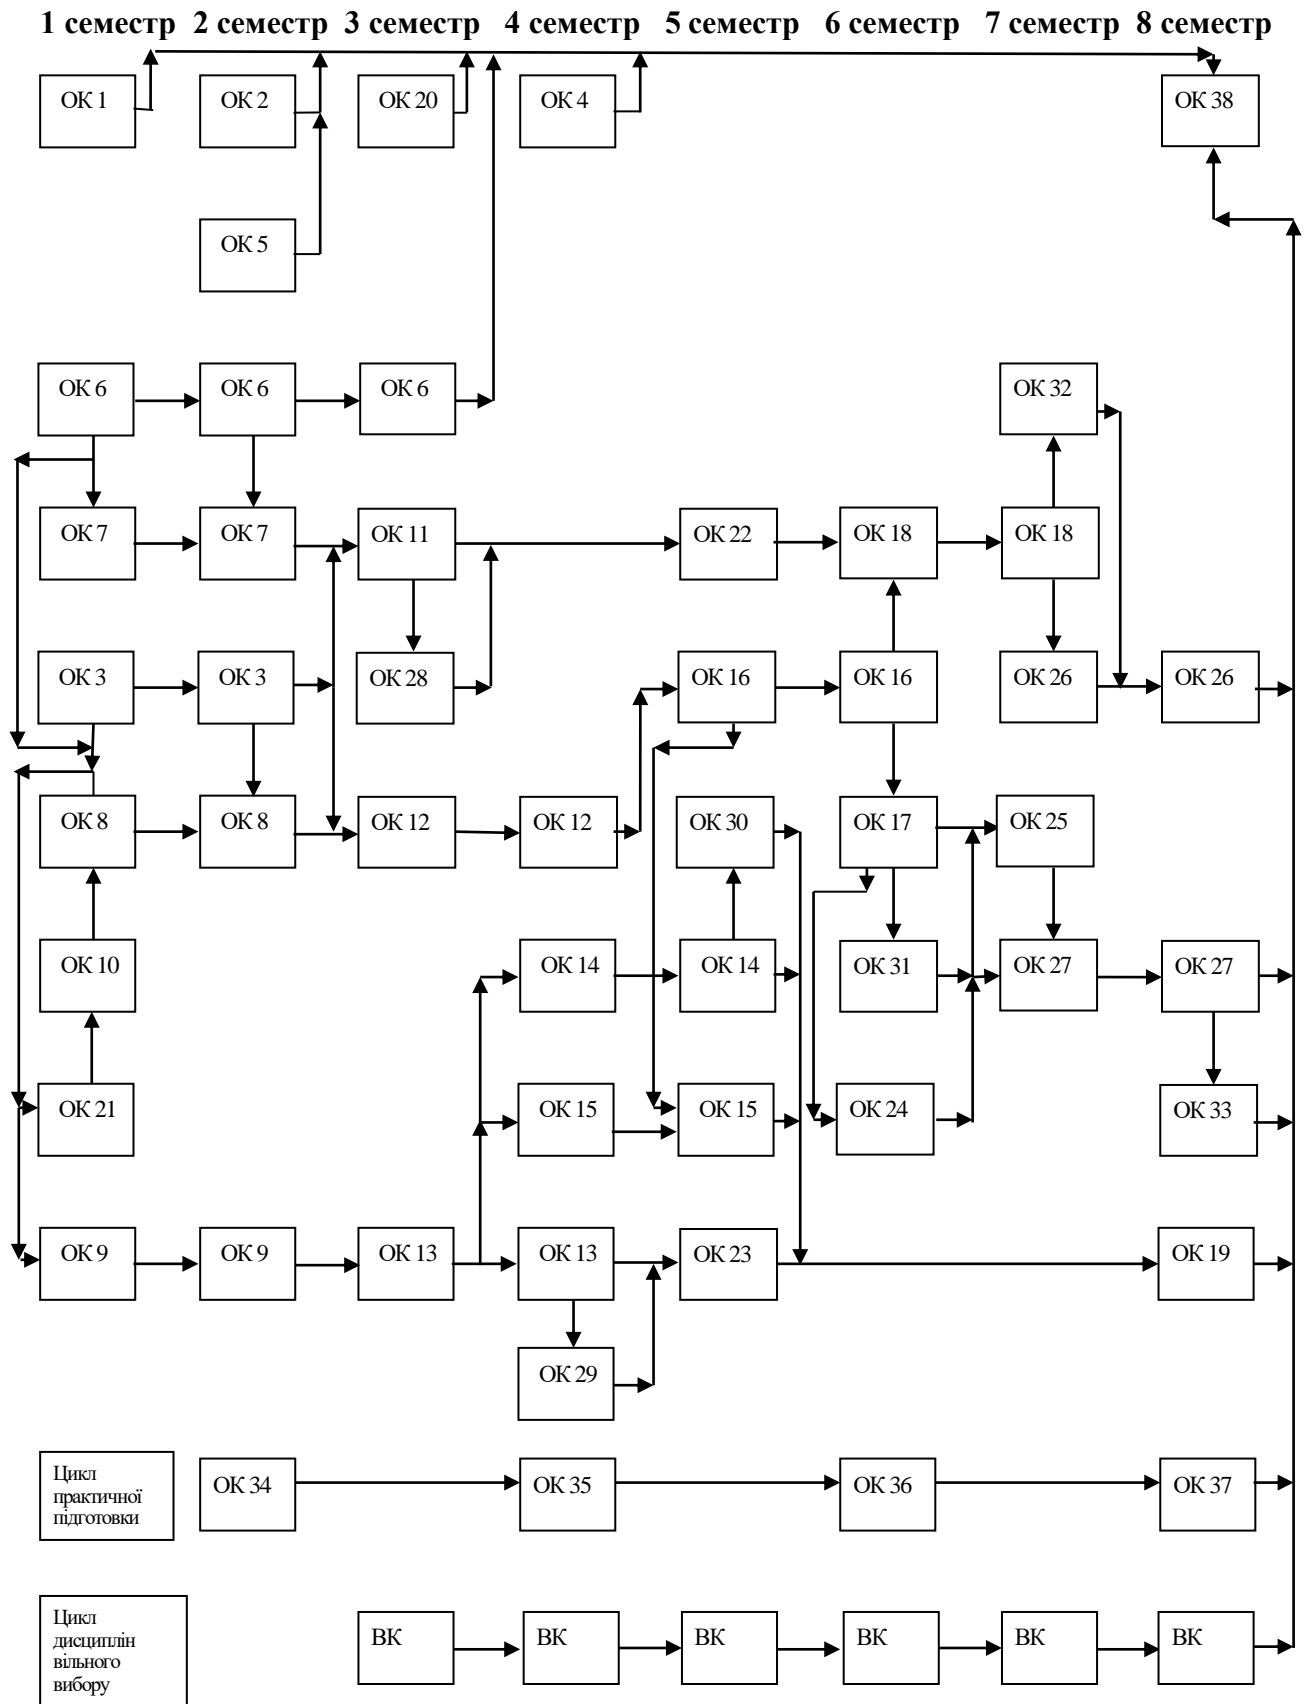 1 семестр 2 семестр 3 семестр 4 семестр 5 семестр 6 семестр 7 семестр 8 семестр
ОК 1 ОК 2 ОК 20 ОК 4 ОК 38
ОК 5
ОК 6 ОК 6 ОК 6 ОК 32
ОК 7 ОК 7 ОК 11 ОК 22 ОК 18 ОК 18
ОК 3 ОК 3 ОК 28 ОК 16 ОК 16 ОК 26 ОК 26
ОК 8 ОК 8 ОК 12 ОК 12 ОК 30 ОК 17 ОК 25
ОК 10 ОК 14 ОК 14 ОК 31 ОК 27 ОК 27
ОК 21 ОК 15 ОК 15 ОК 24 ОК 33
ОК 9 ОК 9 ОК 13 ОК 13 ОК 23 ОК 19
ОК 29
Цикл
практичної
підготовки
ОК 34 ОК 35 ОК 36 ОК 37
Цикл
дисциплін
вільного
вибору
ВК ВК ВК ВК ВК ВК